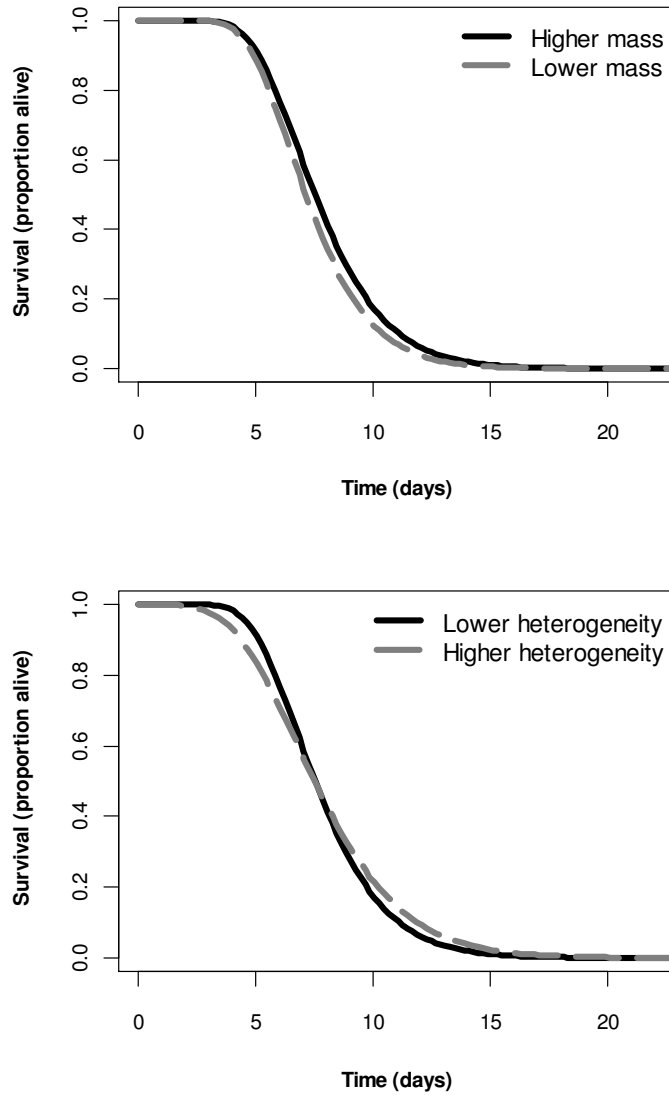 Higher mass
Lower mass
Survival (proportion alive)
1.0
0.8
0.6
0.4
0.2
0.0
0 5 10 15 20
Time (days)
Lower heterogeneity
Higher heterogeneity
Survival (proportion alive)
1.0
0.8
0.6
0.4
0.2
0.0
0 5 10 15 20
Time (days)